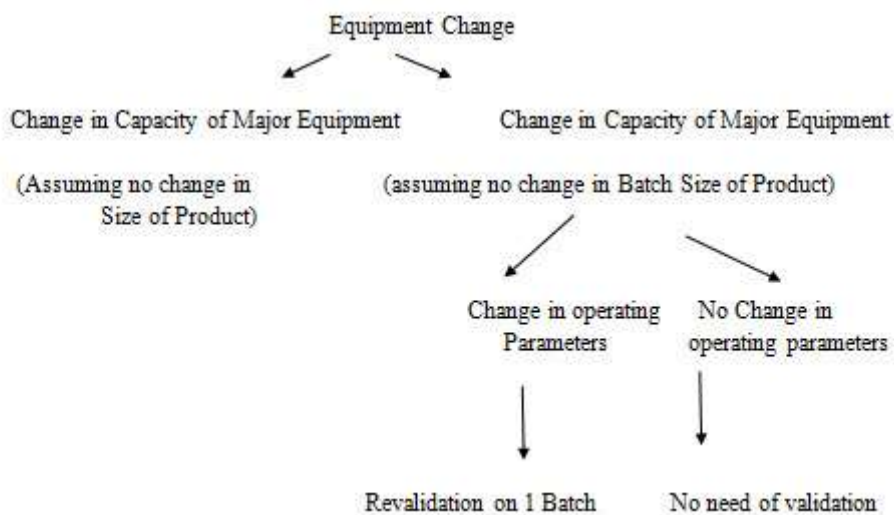 Equipment Change
Change in Capacity of Major Equipment
Change in Capacity of Major Equipment
(Assuming no change in
Size of Product)
(assuming no change in Batch Size of Product)
Change in operating
Parameters
No Change in
operating parameters
Revalidation on 1 Batch
No need of validation